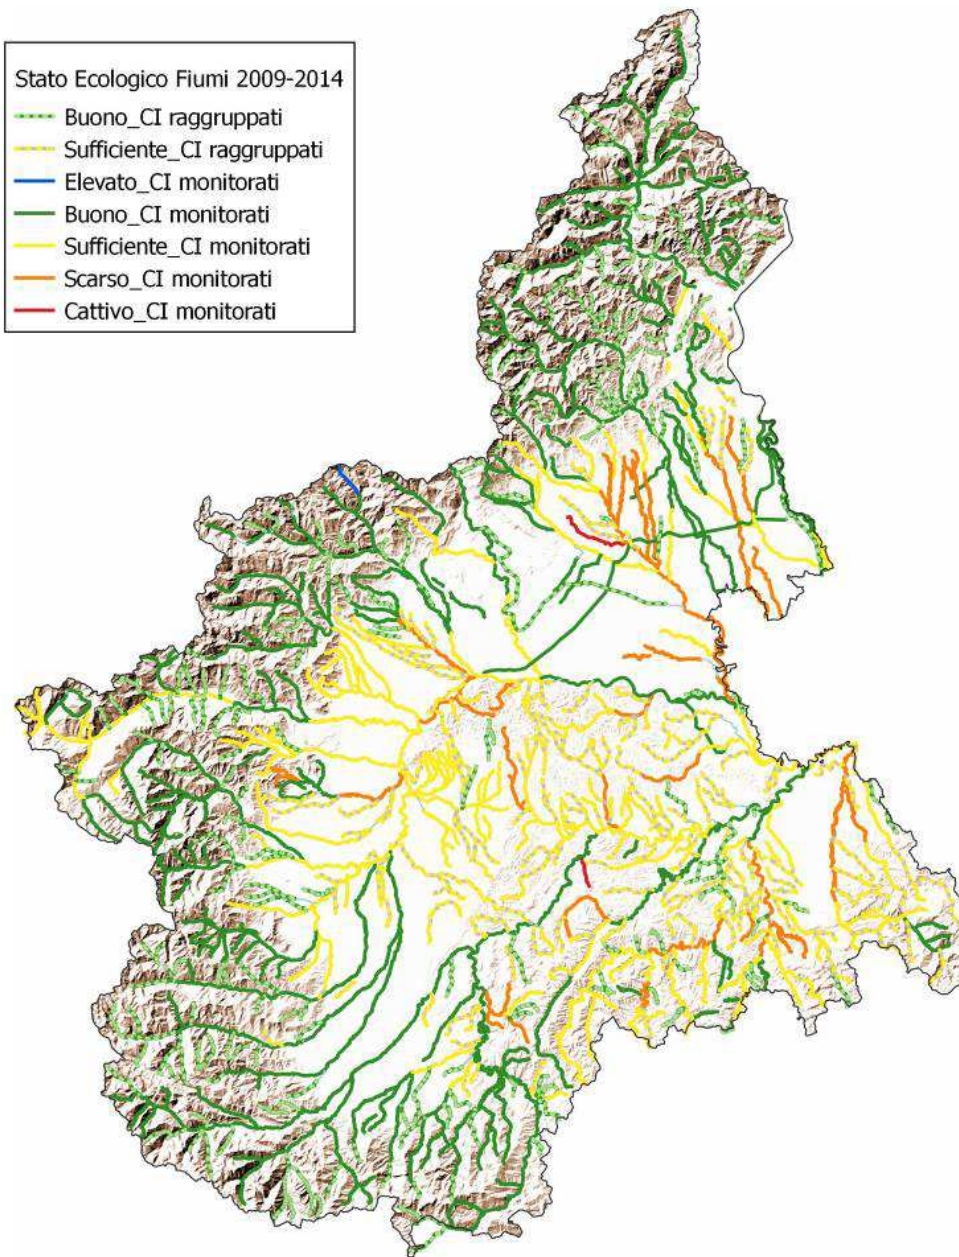 Stato Ecologico Fiumi 2009-2014
Buono_CI raggruppati
Sufficiente_CI raggruppati
Elevato_CI monitorati
Buono_CI monitorati
Sufficiente_CI monitorati
Scarso_CI monitorati
Cattivo_CI monitorati